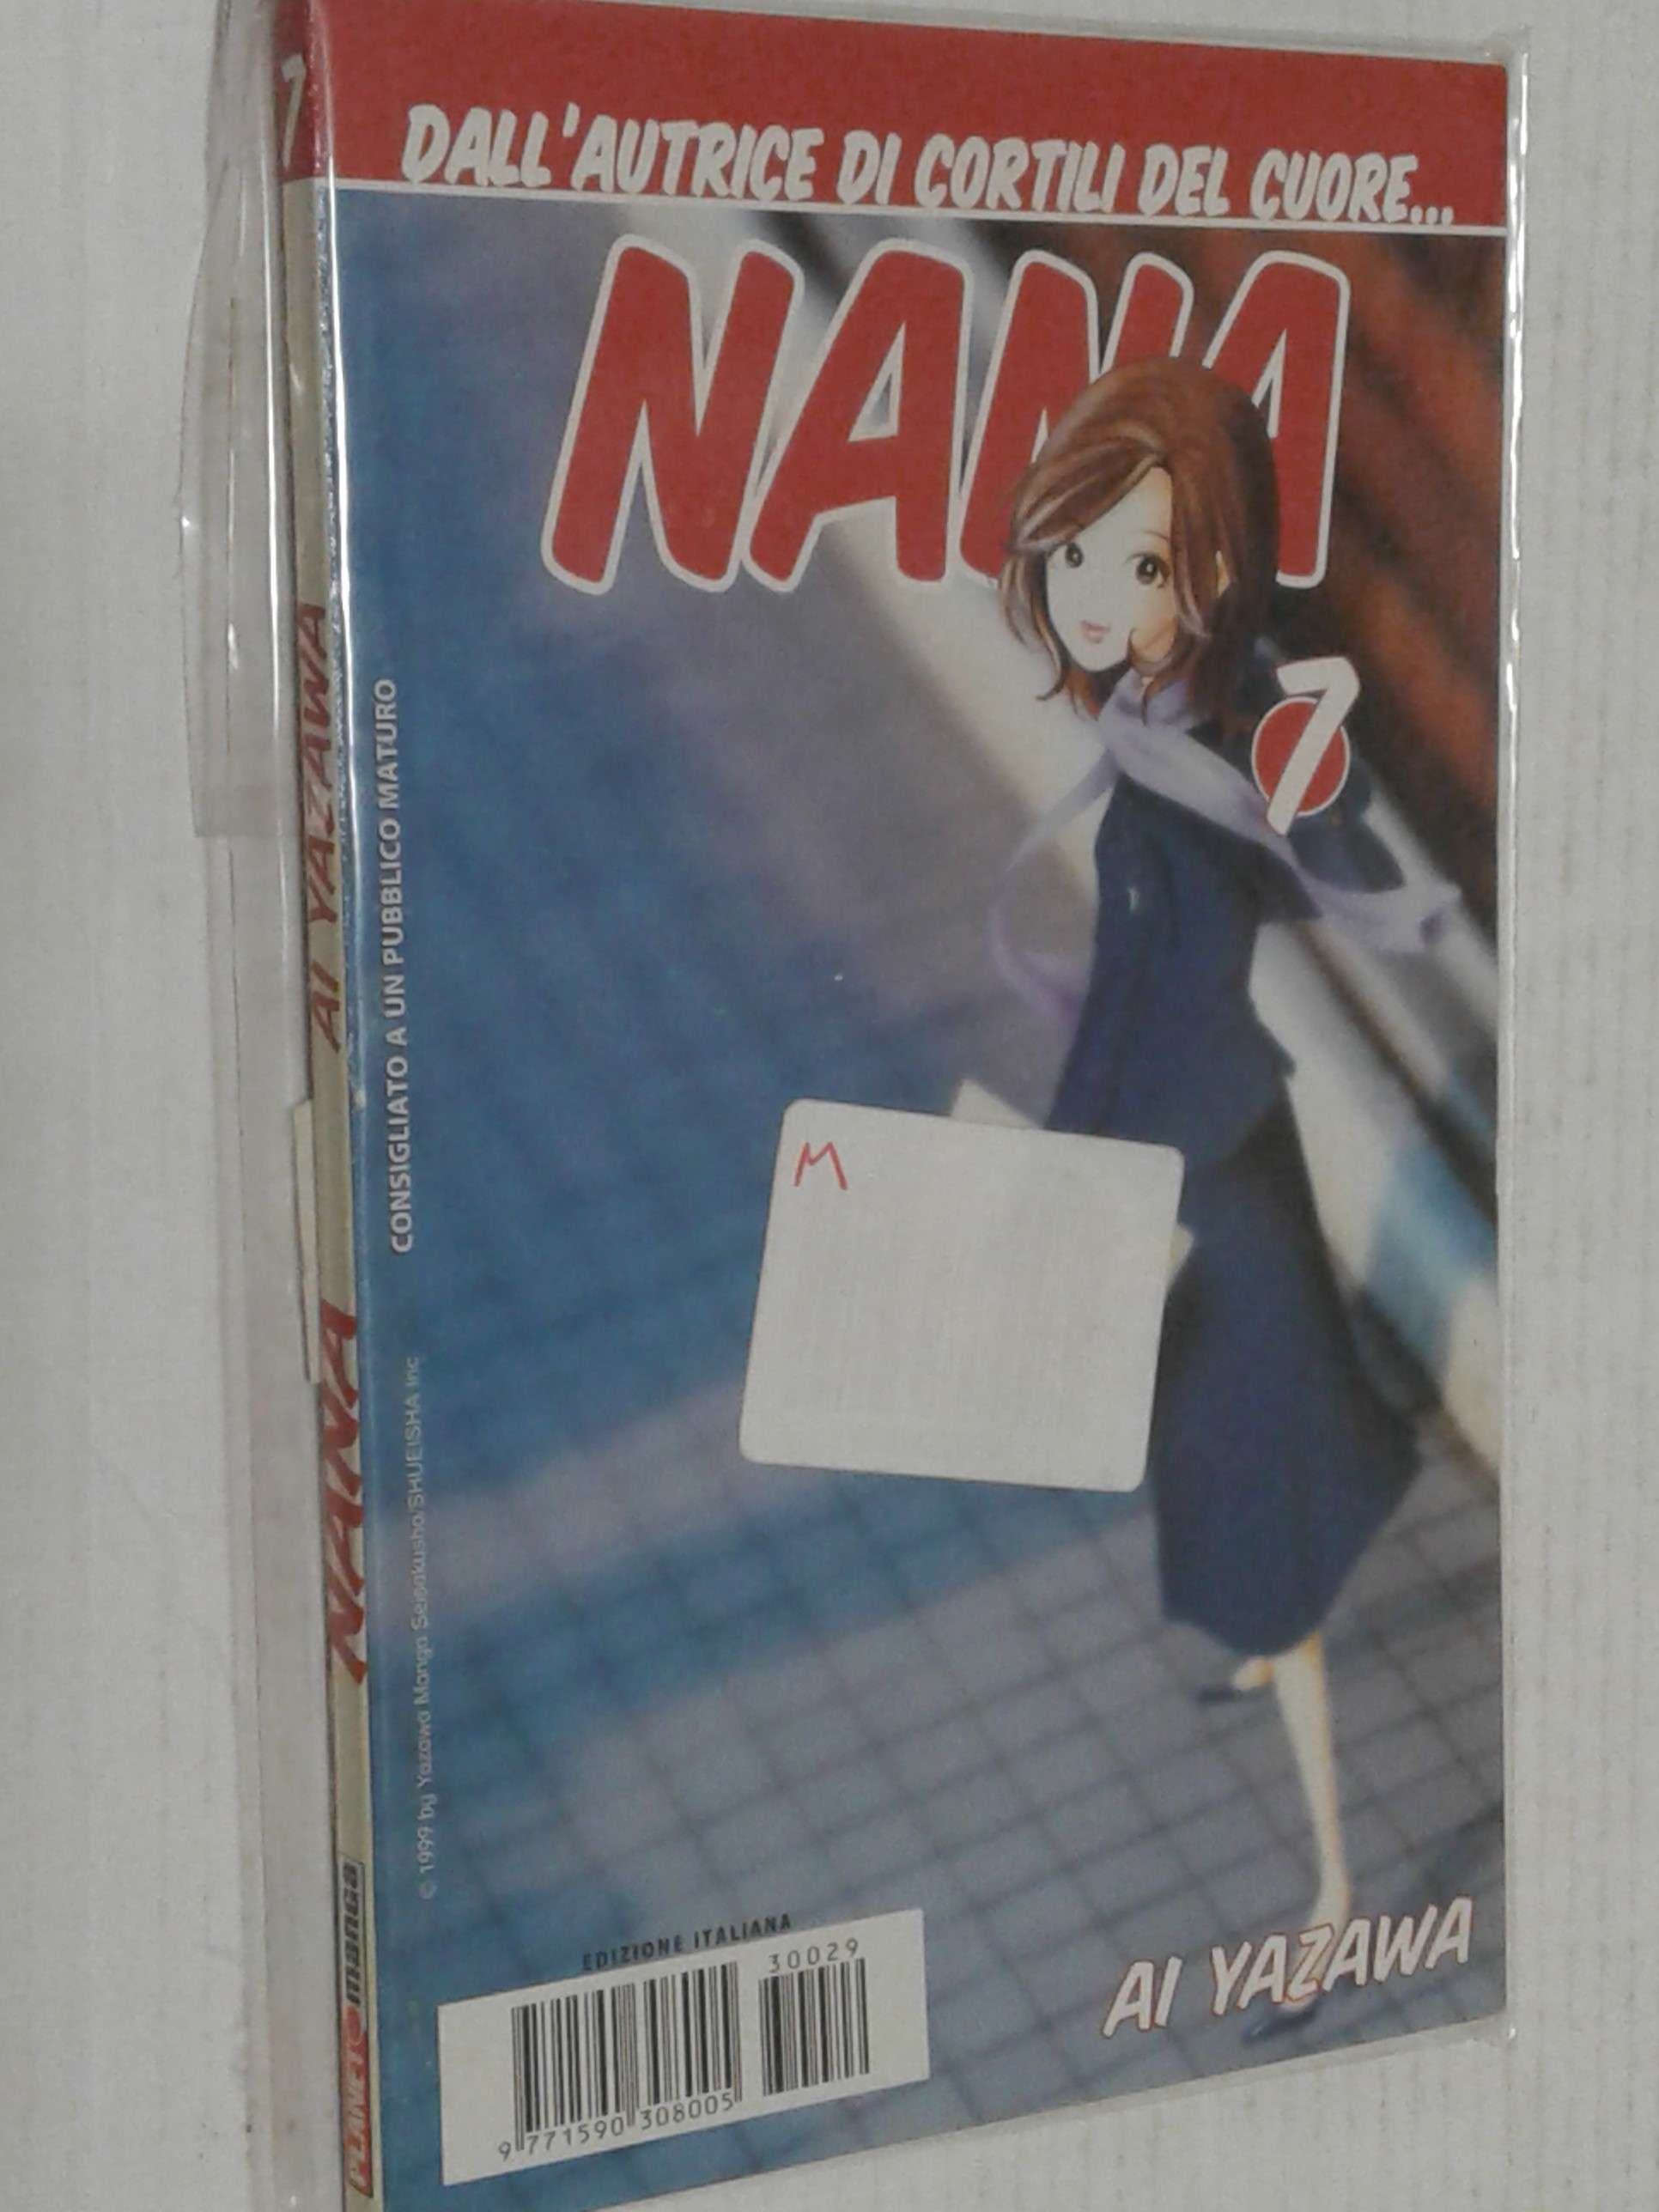 DALL'AUTRICE DI CORTILI DEL CUORE...
NANA
7
CONSIGLIATO A UN PUBBLICO MATURO
© 1999 by Yazawa Manga Seisakusho/SHUEISHA Inc
M
EDIZIONE ITALIANA
30029
9 771590 308005
AI YAZAWA
7
AI YAZAWA
NANA
PLANET manga